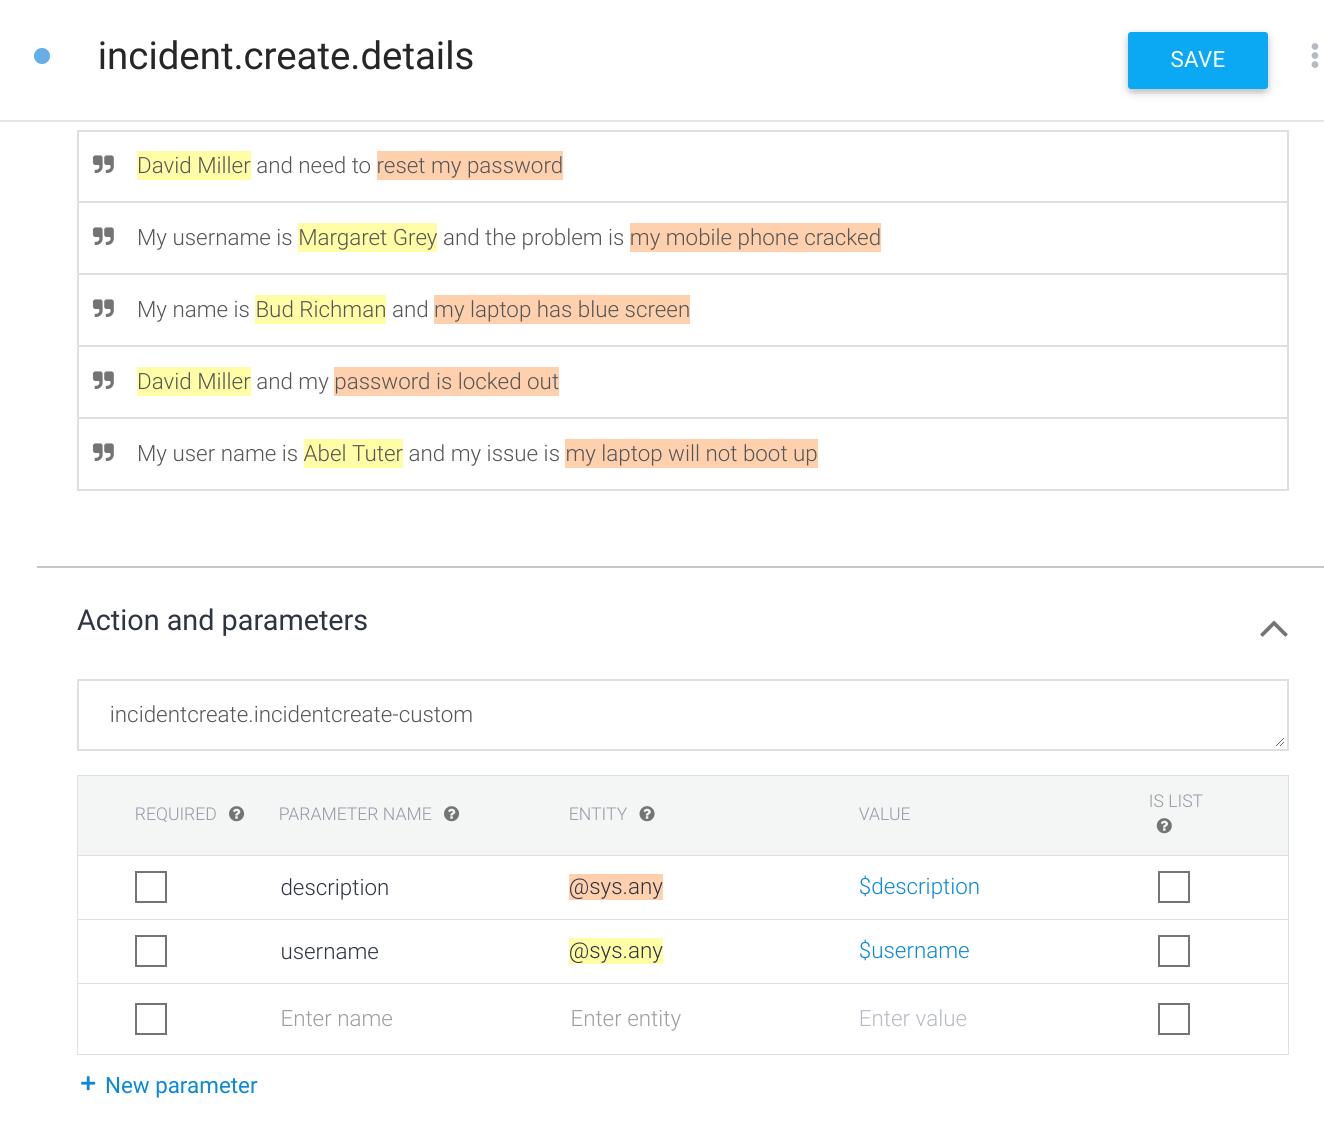 incident.create.details
SAVE
David Miller and need to reset my password
My username is Margaret Grey and the problem is my mobile phone cracked
My name is Bud Richman and my laptop has blue screen
David Miller and my password is locked out
My user name is Abel Tuter and my issue is my laptop will not boot up
Action and parameters
incidentcreate.incidentcreate-custom
REQUIRED ? PARAMETER NAME ? ENTITY ? VALUE IS LIST ?
description @sys.any $description
username @sys.any $username
Enter name Enter entity Enter value
+ New parameter